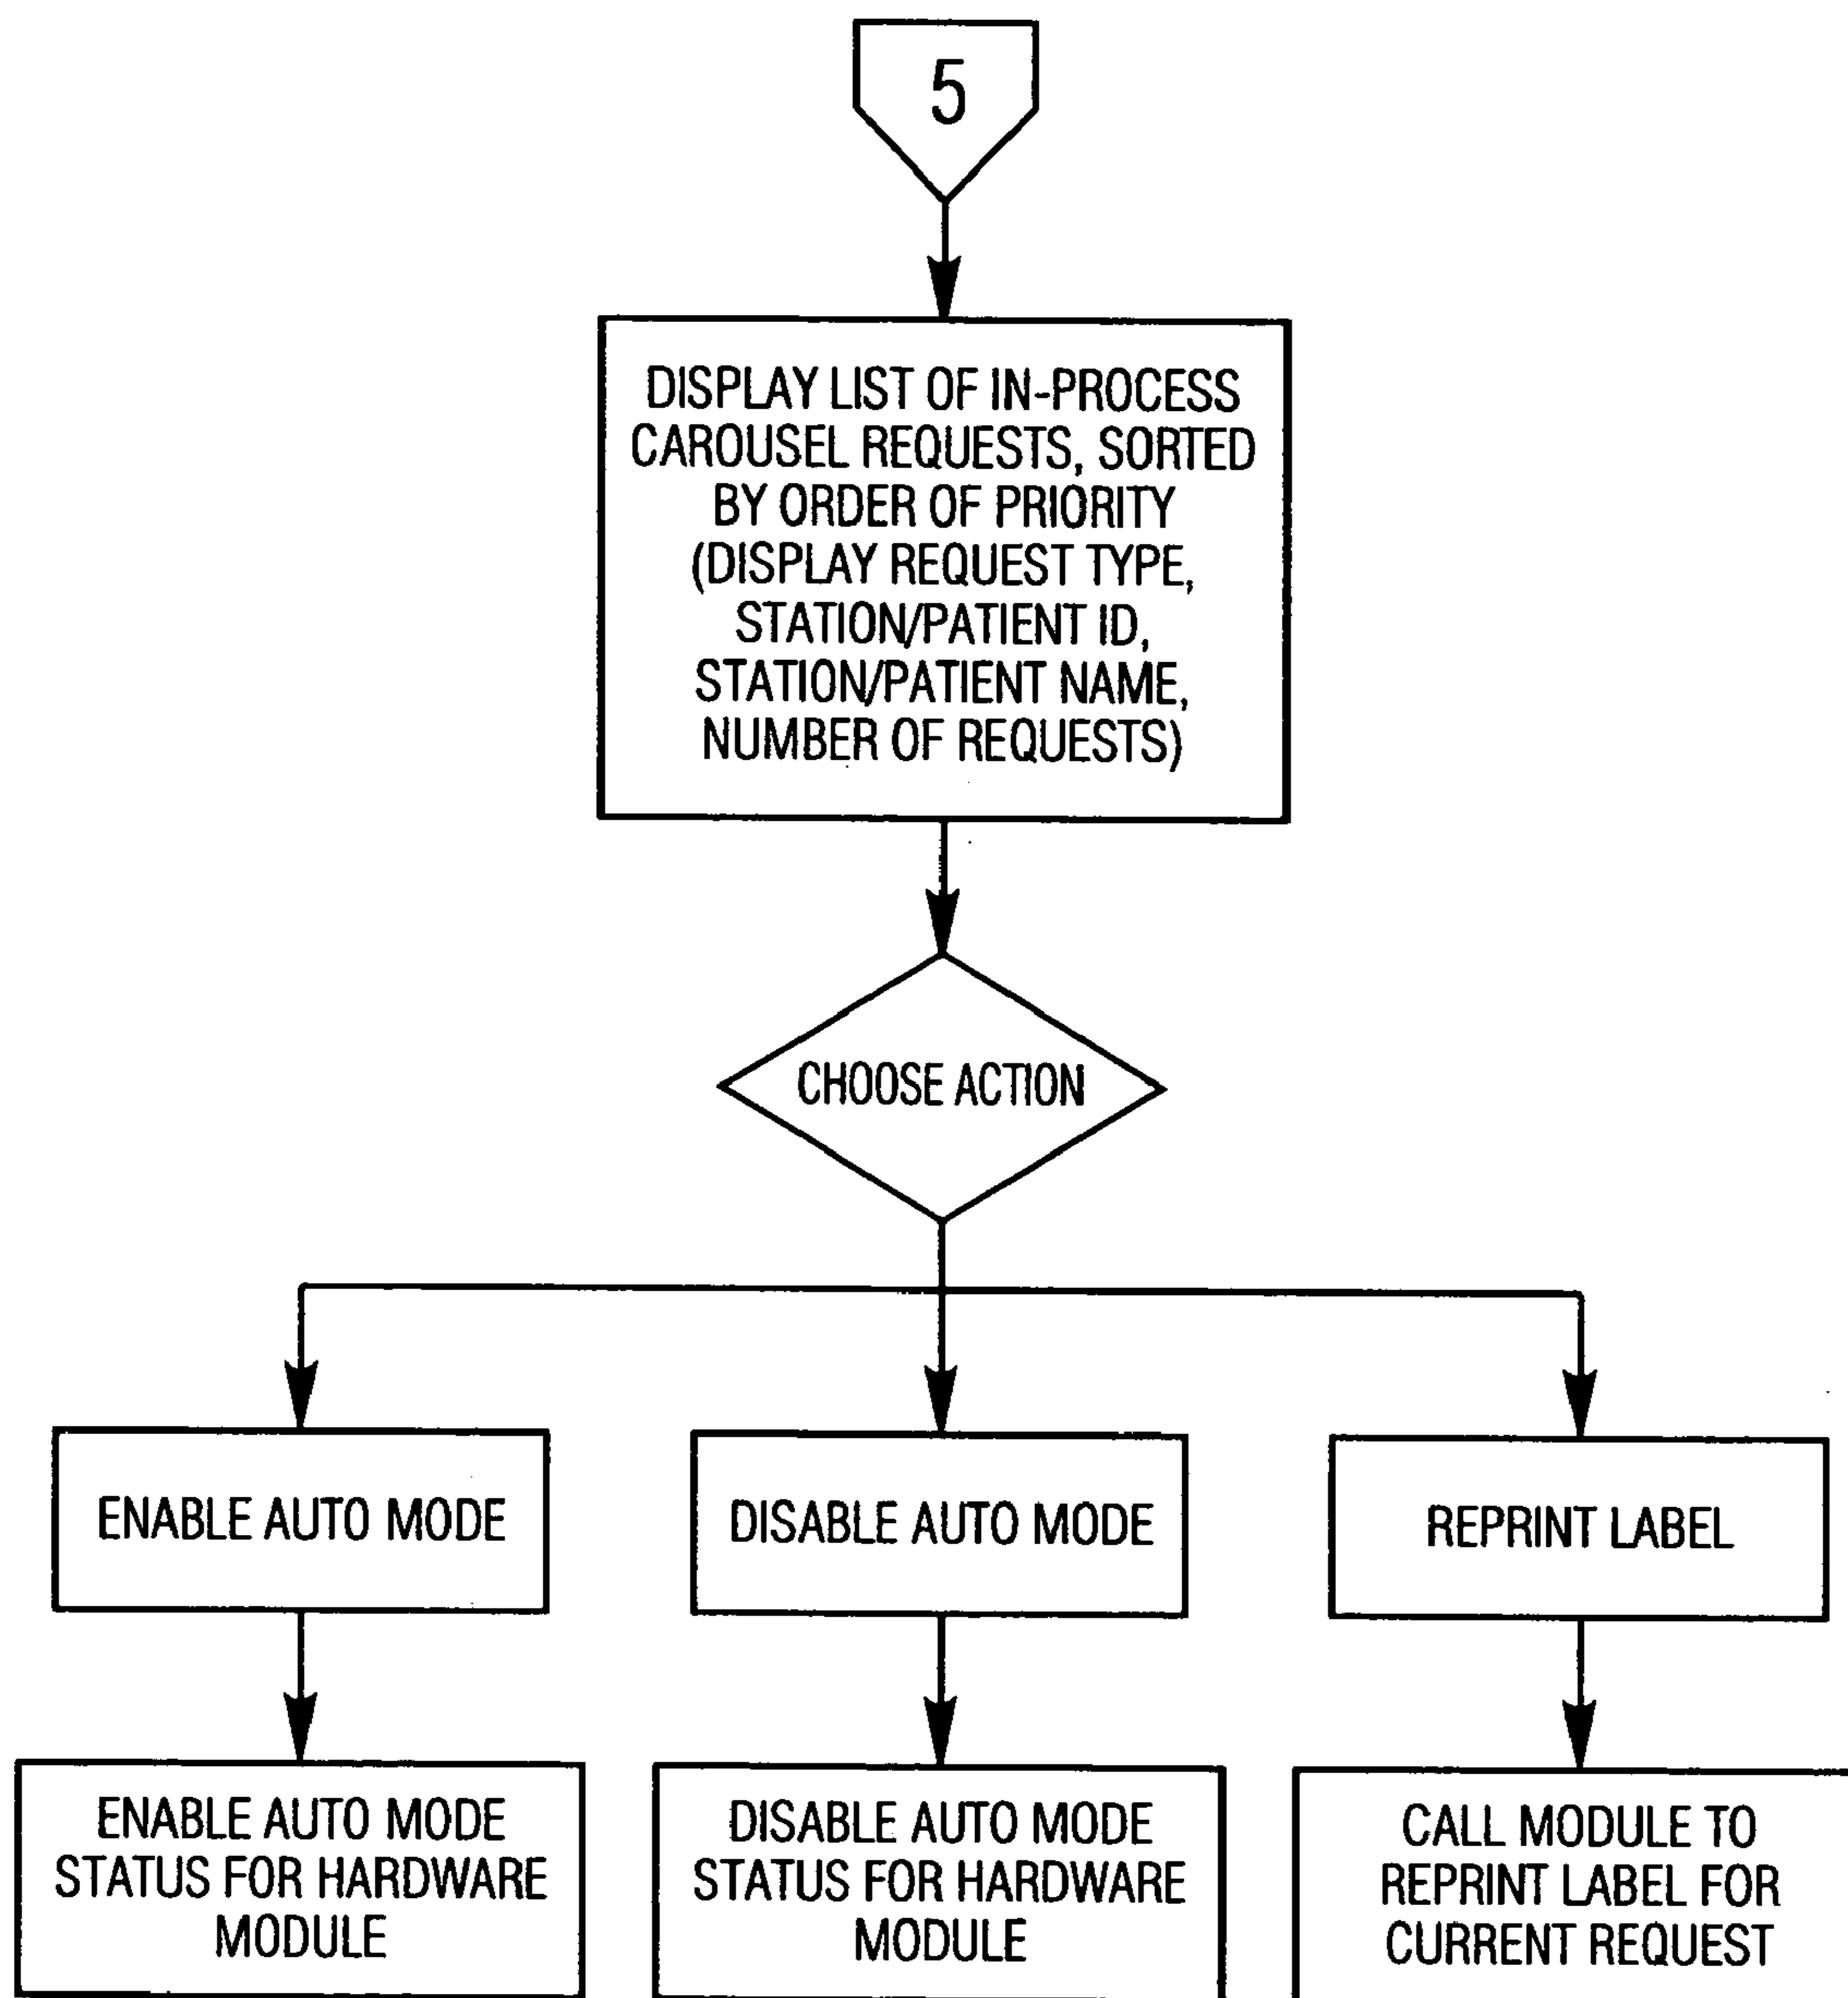 5
DISPLAY LIST OF IN-PROCESS
CAROUSEL REQUESTS, SORTED
BY ORDER OF PRIORITY
(DISPLAY REQUEST TYPE,
STATION/PATIENT ID,
STATION/PATIENT NAME,
NUMBER OF REQUESTS)
CHOOSE ACTION
ENABLE AUTO MODE
DISABLE AUTO MODE
REPRINT LABEL
ENABLE AUTO MODE
STATUS FOR HARDWARE
MODULE
DISABLE AUTO MODE
STATUS FOR HARDWARE
MODULE
CALL MODULE TO
REPRINT LABEL FOR
CURRENT REQUEST